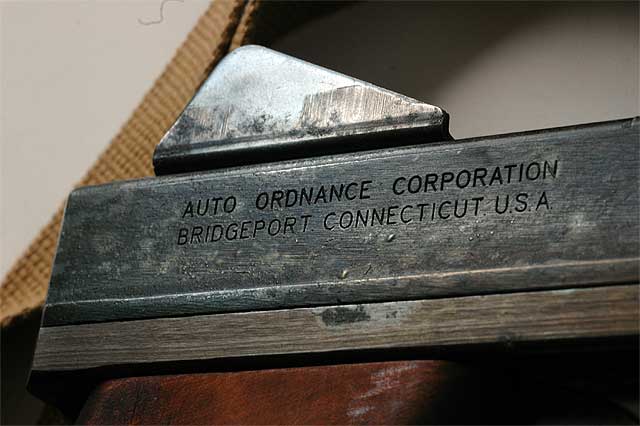 AUTO ORDNANCE CORPORATION
BRIDGEPORT CONNECTICUT U.S.A.